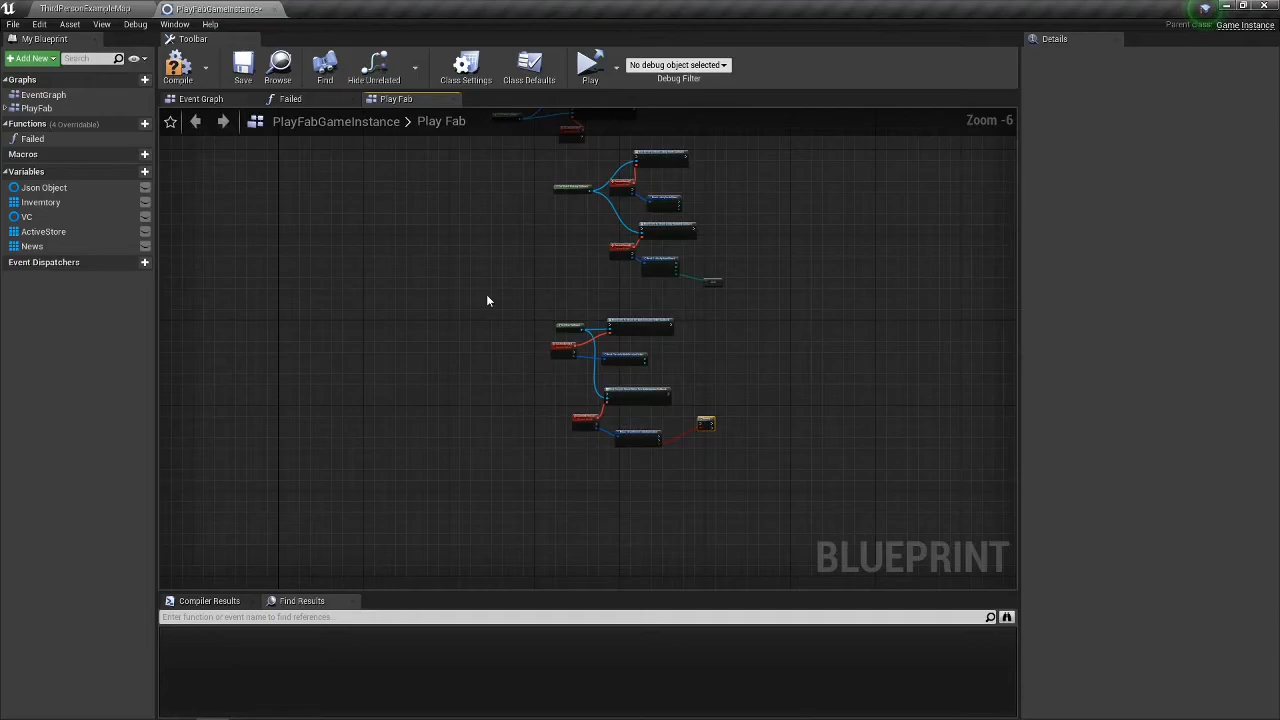 ThirdPersonExampleMap
PlayFabGameInstance*
File Edit Asset View Debug Window Help
Parent class: Game Instance
My Blueprint
Toolbar
Details
Add New
Search
Compile
Save
Browse
Find
Hide Unrelated
Class Settings
Class Defaults
Play
No debug object selected
Debug Filter
Graphs
EventGraph
PlayFab
Functions (4 Overridable)
Failed
Macros
Variables
Json Object
Inverntory
VC
ActiveStore
News
Event Dispatchers
Event Graph
Failed
Play Fab
PlayFabGameInstance > Play Fab
Zoom -6
BLUEPRINT
Compiler Results
Find Results
Enter function or event name to find references...